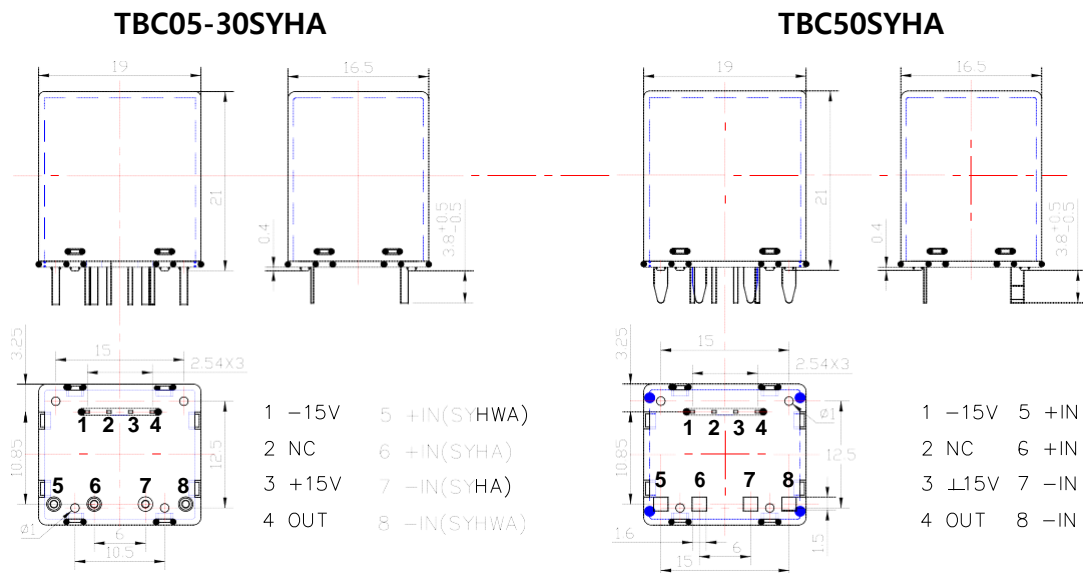 TBC05-30SYHA
TBC50SYHA
19
16.5
19
16.5
21
0.4
3.8+0.5-0.5
21
0.4
3.8+0.5-0.5
3.25
15
2.54X3
10.85
12.5
1 2 3 4
5 6 7 8
ø1
6
10.5
1 -15V
2 NC
3 +15V
4 OUT
5 +IN(SYHWA)
6 +IN(SYHA)
7 -IN(SYHA)
8 -IN(SYHWA)
3.25
15
2.54X3
10.85
ø1
12.5
1 2 3 4
5 6 7 8
1.6
6
1.5
15
1 -15V 5 +IN
2 NC 6 +IN
3 ⊥15V 7 -IN
4 OUT 8 -IN